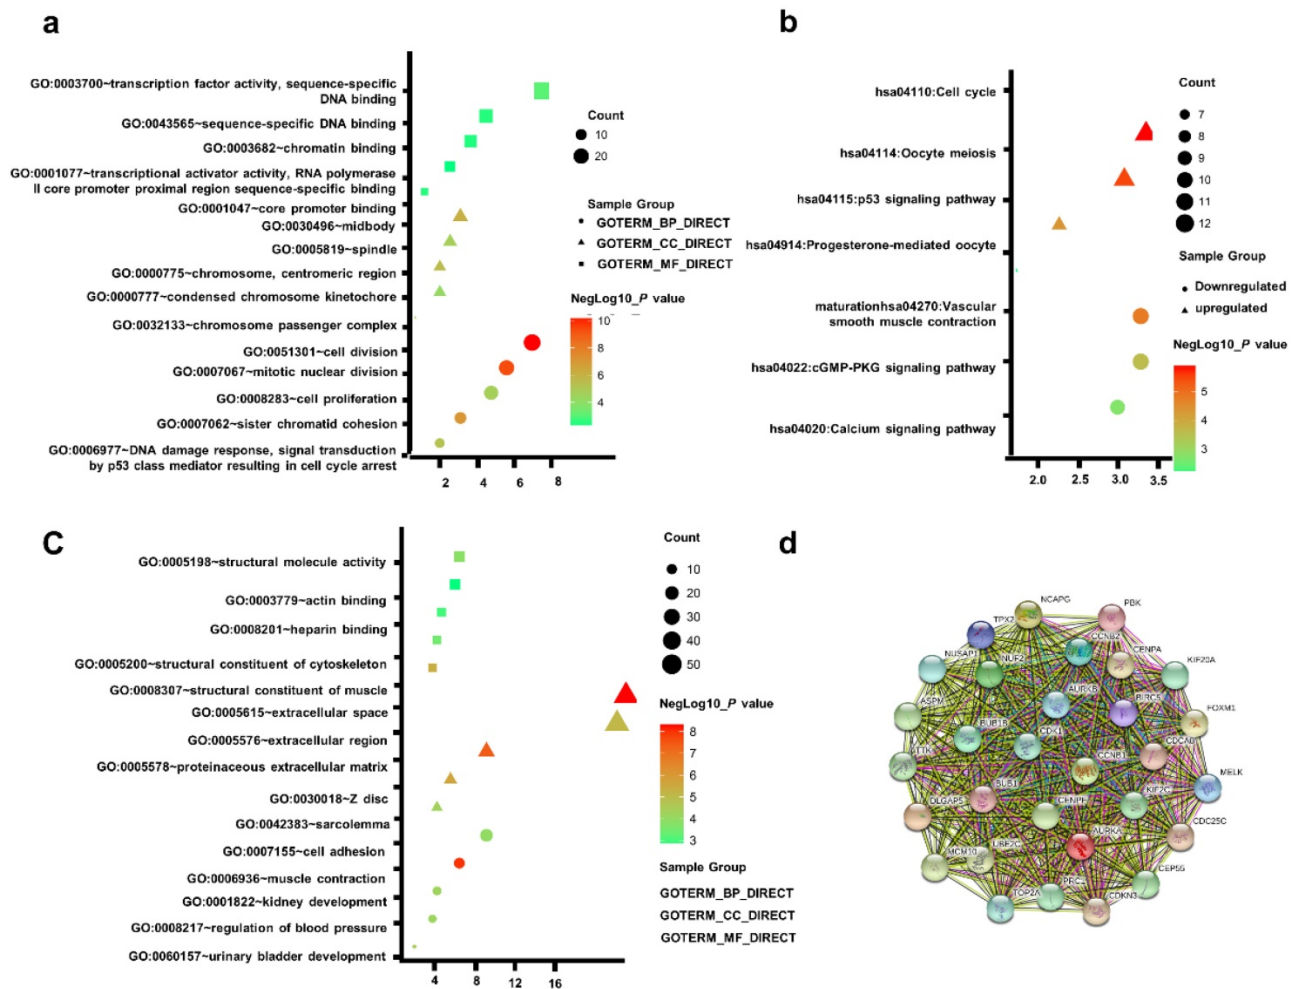 a
GO:0003700~transcription factor activity, sequence-specific
DNA binding
GO:0043565~sequence-specific DNA binding
GO:0003682~chromatin binding
GO:0001077~transcriptional activator activity, RNA polymerase
II core promoter proximal region sequence-specific binding
GO:0001047~core promoter binding
GO:0030496~midbody
GO:0005819~spindle
GO:0000775~chromosome, centromeric region
GO:0000777~condensed chromosome kinetochore
GO:0032133~chromosome passenger complex
GO:0051301~cell division
GO:0007067~mitotic nuclear division
GO:0008283~cell proliferation
GO:0007062~sister chromatid cohesion
GO:0006977~DNA damage response, signal transduction
by p53 class mediator resulting in cell cycle arrest
2 4 6 8
Count
10
20
Sample Group
GOTERM_BP_DIRECT
GOTERM_CC_DIRECT
GOTERM_MF_DIRECT
NegLog10_P value
10
8
6
4
b
hsa04110:Cell cycle
hsa04114:Oocyte meiosis
hsa04115:p53 signaling pathway
hsa04914:Progesterone-mediated oocyte
maturationhsa04270:Vascular
smooth muscle contraction
hsa04022:cGMP-PKG signaling pathway
hsa04020:Calcium signaling pathway
2.0 2.5 3.0 3.5
Count
7
8
9
10
11
12
Sample Group
Downregulated
upregulated
NegLog10_P value
5
4
3
C
GO:0005198~structural molecule activity
GO:0003779~actin binding
GO:0008201~heparin binding
GO:0005200~structural constituent of cytoskeleton
GO:0008307~structural constituent of muscle
GO:0005615~extracellular space
GO:0005576~extracellular region
GO:0005578~proteinaceous extracellular matrix
GO:0030018~Z disc
GO:0042383~sarcolemma
GO:0007155~cell adhesion
GO:0006936~muscle contraction
GO:0001822~kidney development
GO:0008217~regulation of blood pressure
GO:0060157~urinary bladder development
4 8 12 16
Count
10
20
30
40
50
NegLog10_P value
8
7
6
5
4
3
Sample Group
GOTERM_BP_DIRECT
GOTERM_CC_DIRECT
GOTERM_MF_DIRECT
d
NCAPG
PBK
TPX2
CCNB2
CENPA
NUSAP1
NUF2
KIF20A
ASPM
AURKB
BIRC5
FOXM1
BUB1B
CDK1
TTK
CCNB1
CDCA8
MELK
BUB1
DLGAP5
CENPF
KIF2C
CDC25C
AURKA
MCM10
UBE2C
CEP55
TOP2A
PRC1
CDKN3